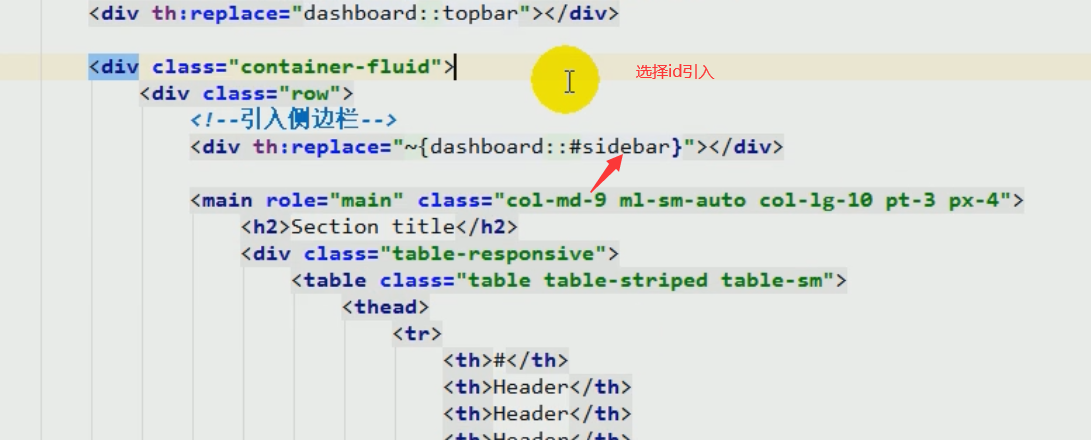 <div th:replace="dashboard::topbar"></div>
<div class="container-fluid">
选择id引入
<div class="row">
<!--引入侧边栏-->
<div th:replace="~{dashboard::#sidebar}"></div>
<main role="main" class="col-md-9 ml-sm-auto col-lg-10 pt-3 px-4">
<h2>Section title</h2>
<div class="table-responsive">
<table class="table table-striped table-sm">
<thead>
<tr>
<th>#</th>
<th>Header</th>
<th>Header</th>
<th>Header</th>